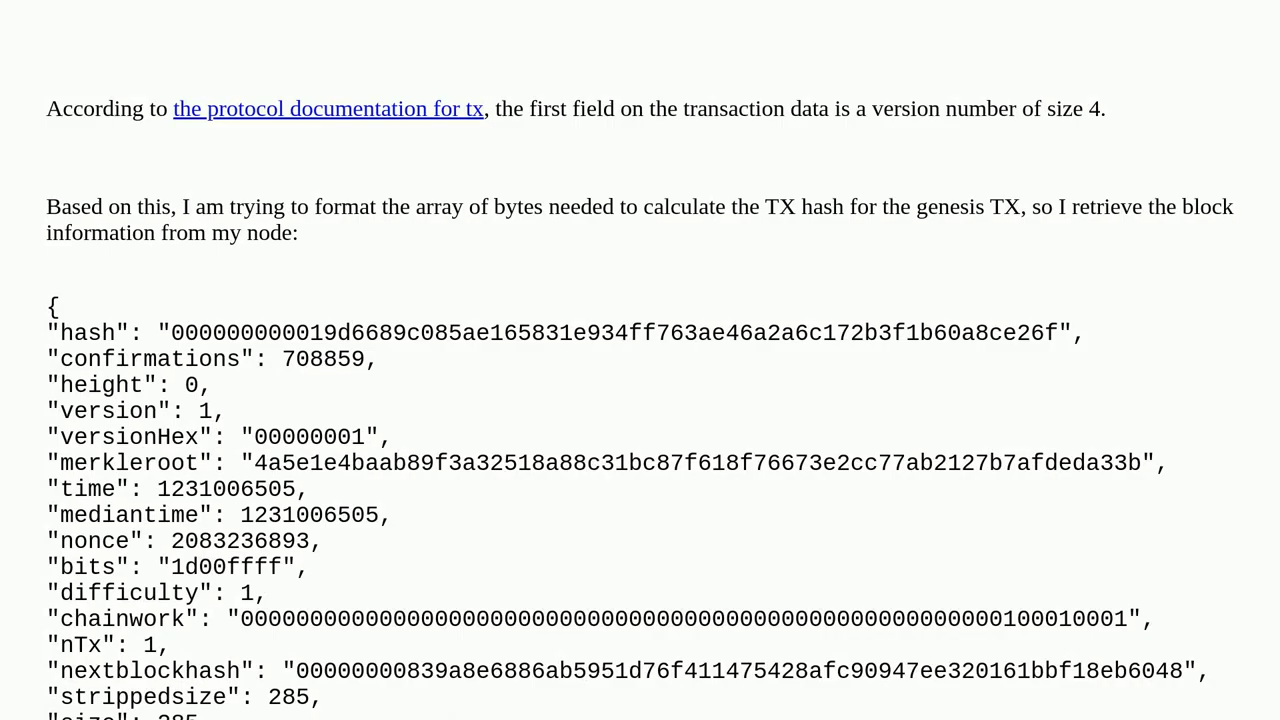 According to the protocol documentation for tx, the first field on the transaction data is a version number of size 4.
Based on this, I am trying to format the array of bytes needed to calculate the TX hash for the genesis TX, so I retrieve the block
information from my node:
{
"hash": "000000000019d6689c085ae165831e934ff763ae46a2a6c172b3f1b60a8ce26f",
"confirmations": 708859,
"height": 0,
"version": 1,
"versionHex": "00000001",
"merkleroot": "4a5e1e4baab89f3a32518a88c31bc87f618f76673e2cc77ab2127b7afdeda33b",
"time": 1231006505,
"mediantime": 1231006505,
"nonce": 2083236893,
"bits": "1d00ffff",
"difficulty": 1,
"chainwork": "0000000000000000000000000000000000000000000000000000000100010001",
"nTx": 1,
"nextblockhash": "00000000839a8e6886ab5951d76f411475428afc90947ee320161bbf18eb6048",
"strippedsize": 285,
"size": 285